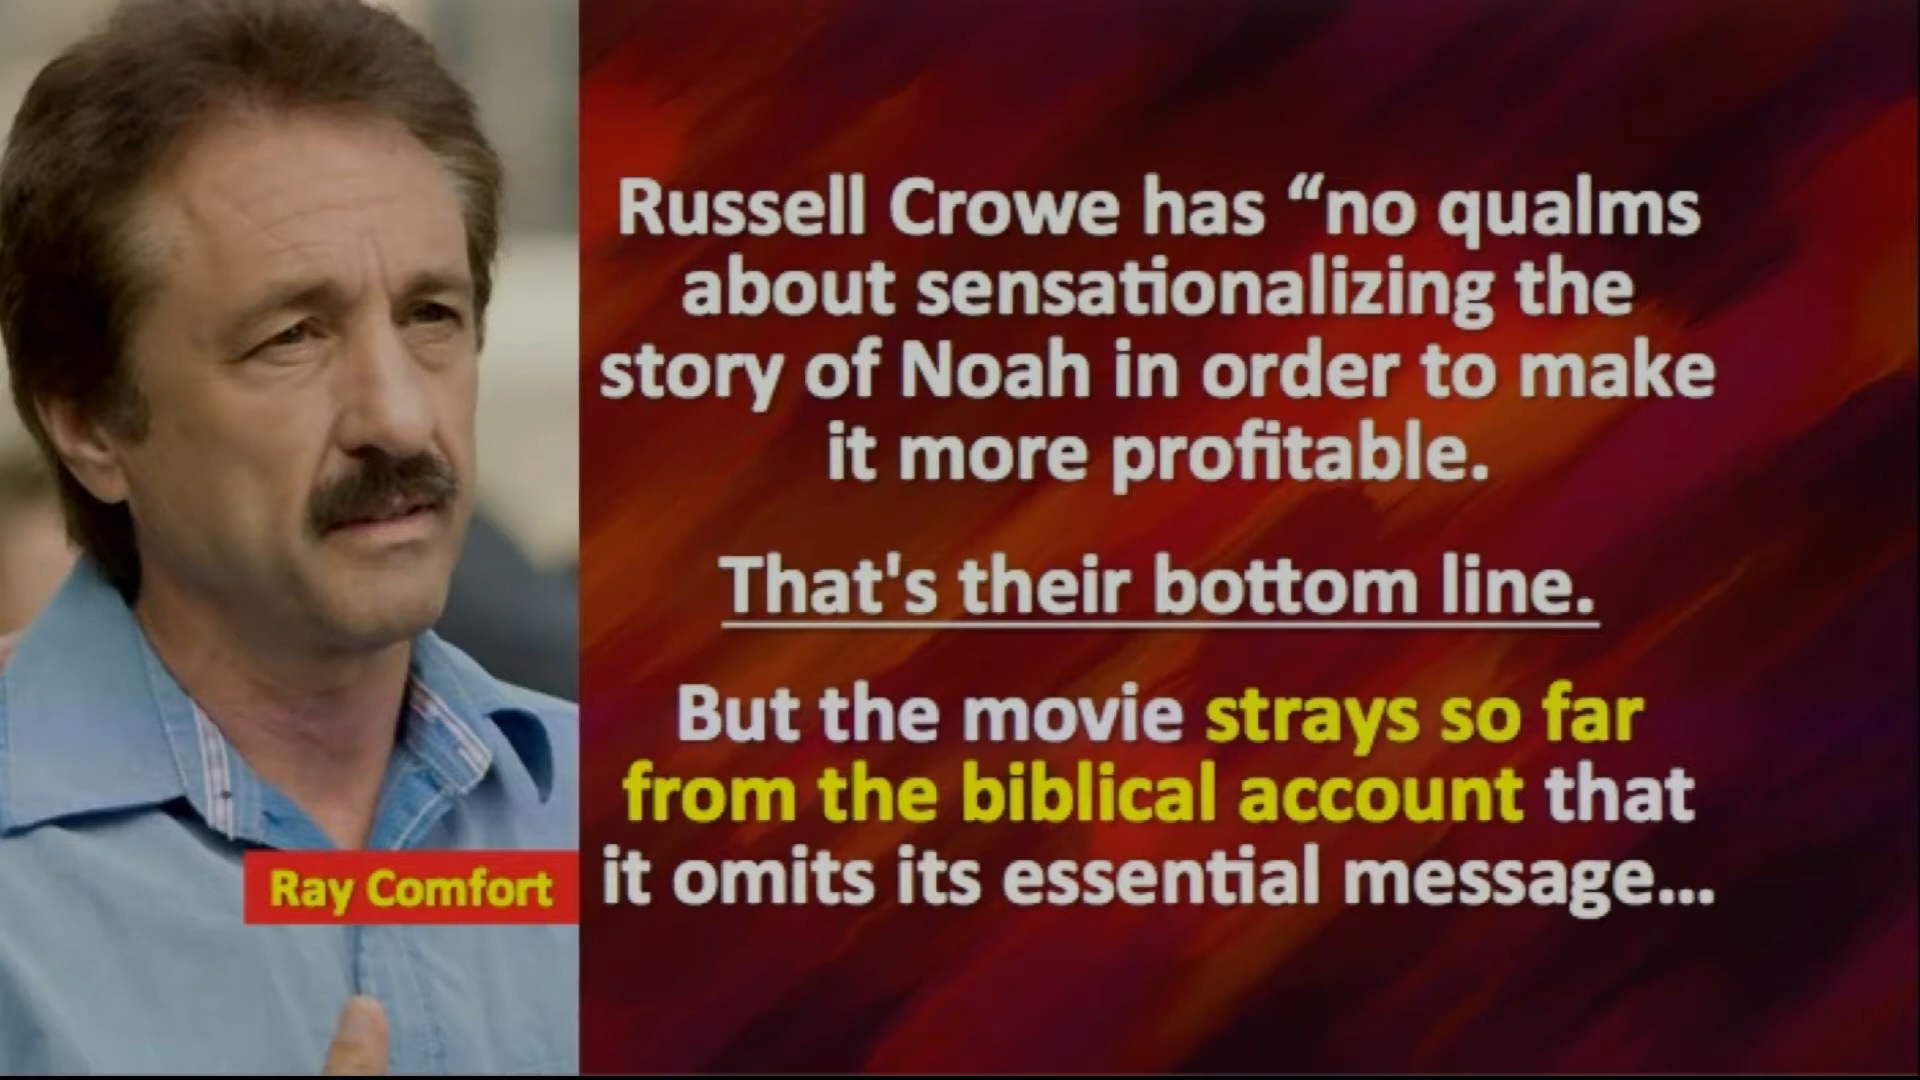 Russell Crowe has “no qualms
about sensationalizing the
story of Noah in order to make
it more profitable.
That's their bottom line.
But the movie strays so far
from the biblical account that
it omits its essential message...
Ray Comfort